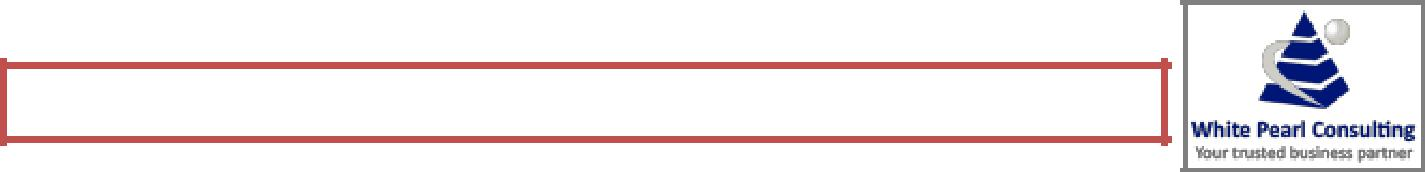 White Pearl Consulting
Your trusted business partner